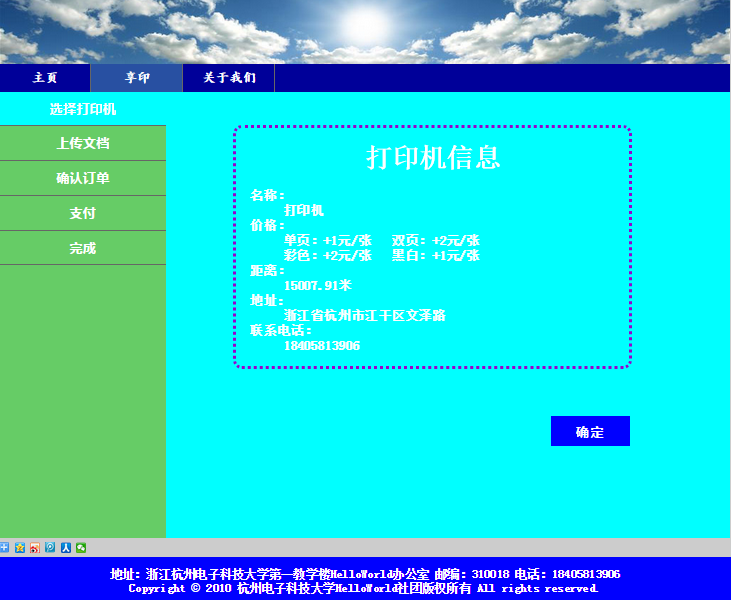 主页 享印 关于我们
选择打印机
上传文档
确认订单
支付
完成
打印机信息
名称：
打印机
价格：
单页：+1元/张 双页：+2元/张
彩色：+2元/张 黑白：+1元/张
距离：
15007.91米
地址：
浙江省杭州市江干区文泽路
联系电话：
18405813906
确定
地址：浙江杭州电子科技大学第一教学楼HelloWorld办公室 邮编：310018 电话：18405813906
Copyright © 2010 杭州电子科技大学HelloWorld社团版权所有 All rights reserved.